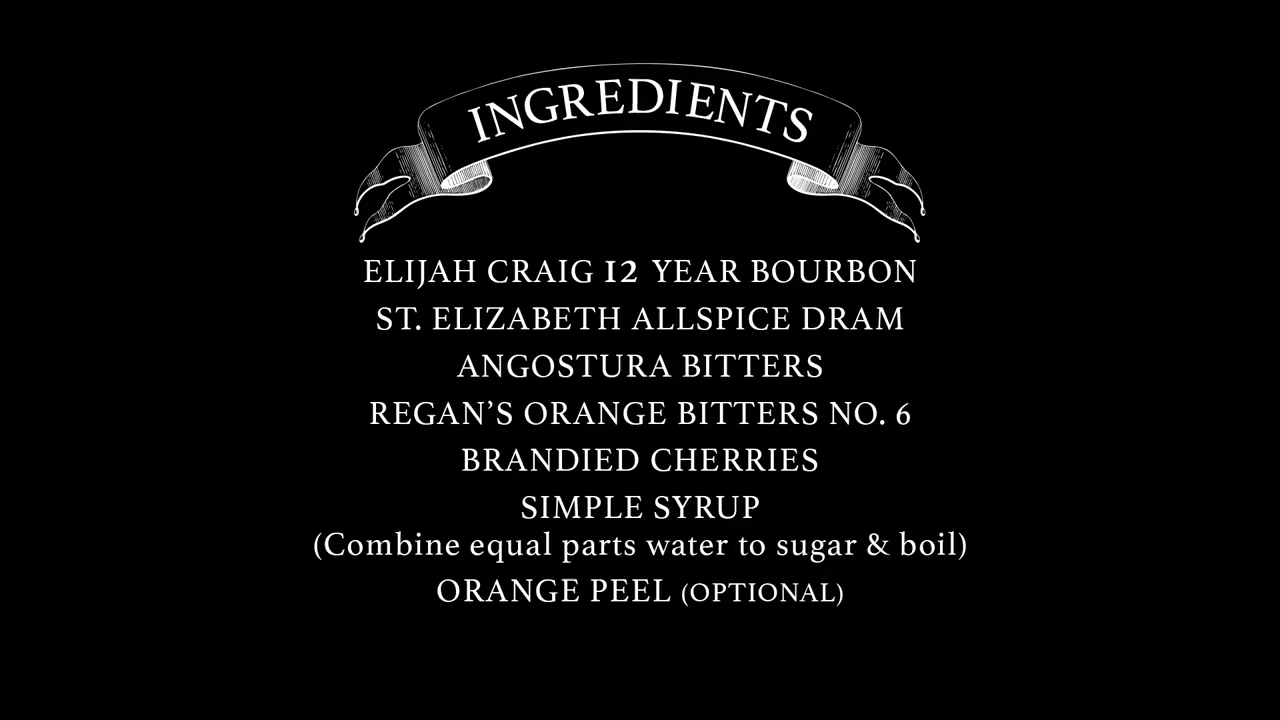 INGREDIENTS
ELIJAH CRAIG 12 YEAR BOURBON
ST. ELIZABETH ALLSPICE DRAM
ANGOSTURA BITTERS
REGAN’S ORANGE BITTERS NO. 6
BRANDIED CHERRIES
SIMPLE SYRUP
(Combine equal parts water to sugar & boil)
ORANGE PEEL (OPTIONAL)